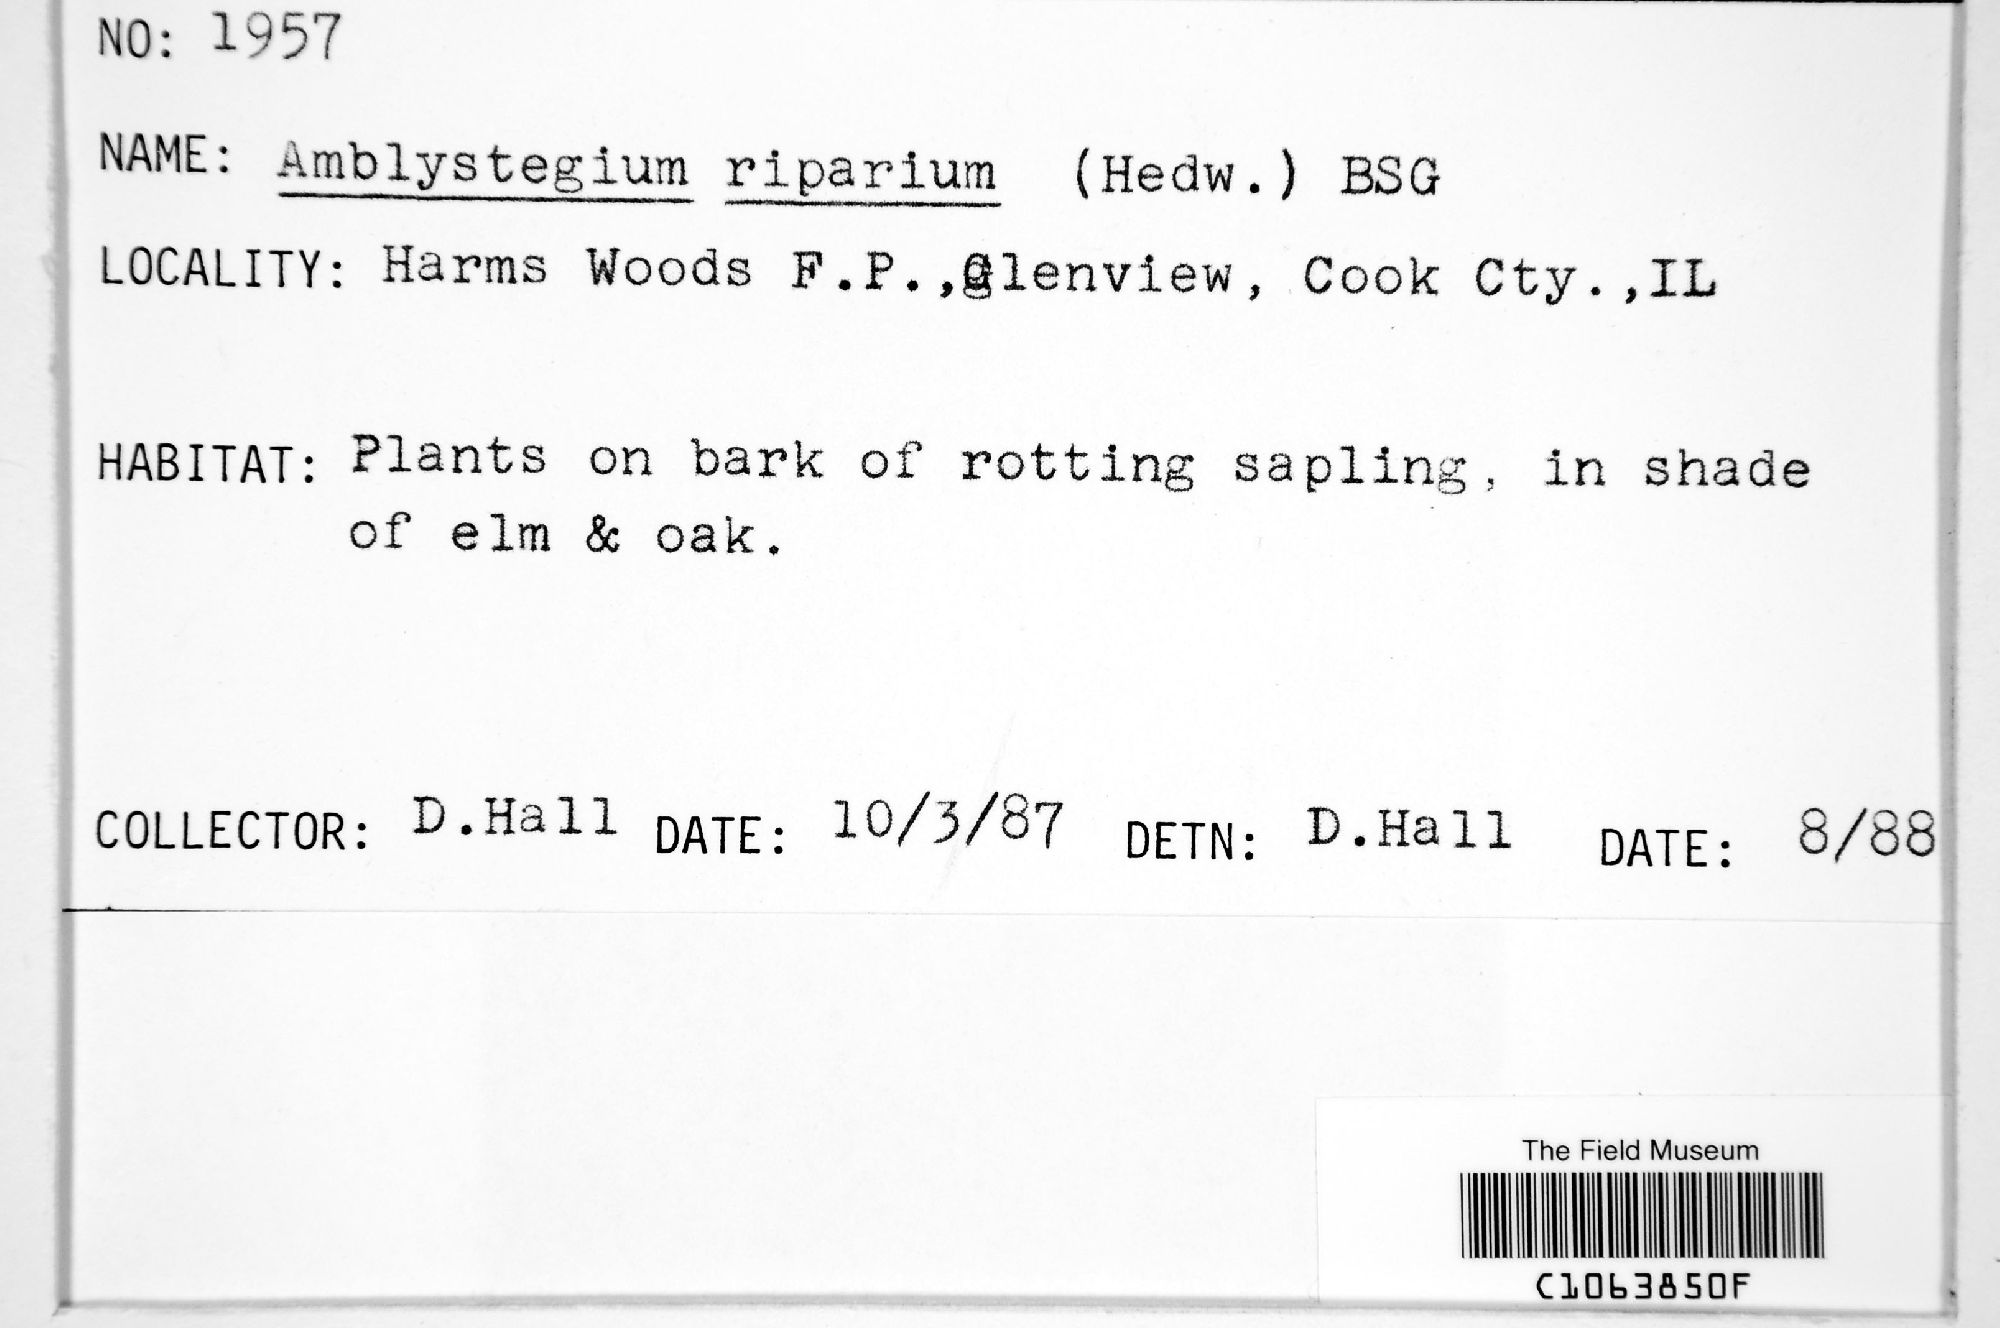 NO: 1957
NAME: Amblystegium riparium (Hedw.) BSG
LOCALITY: Harms Woods F.P.,Glenview, Cook Cty.,IL
HABITAT: Plants on bark of rotting sapling, in shade
of elm & oak.
COLLECTOR: D.Hall DATE: 10/3/87 DETN: D.Hall DATE: 8/88
The Field Museum
C1063850F